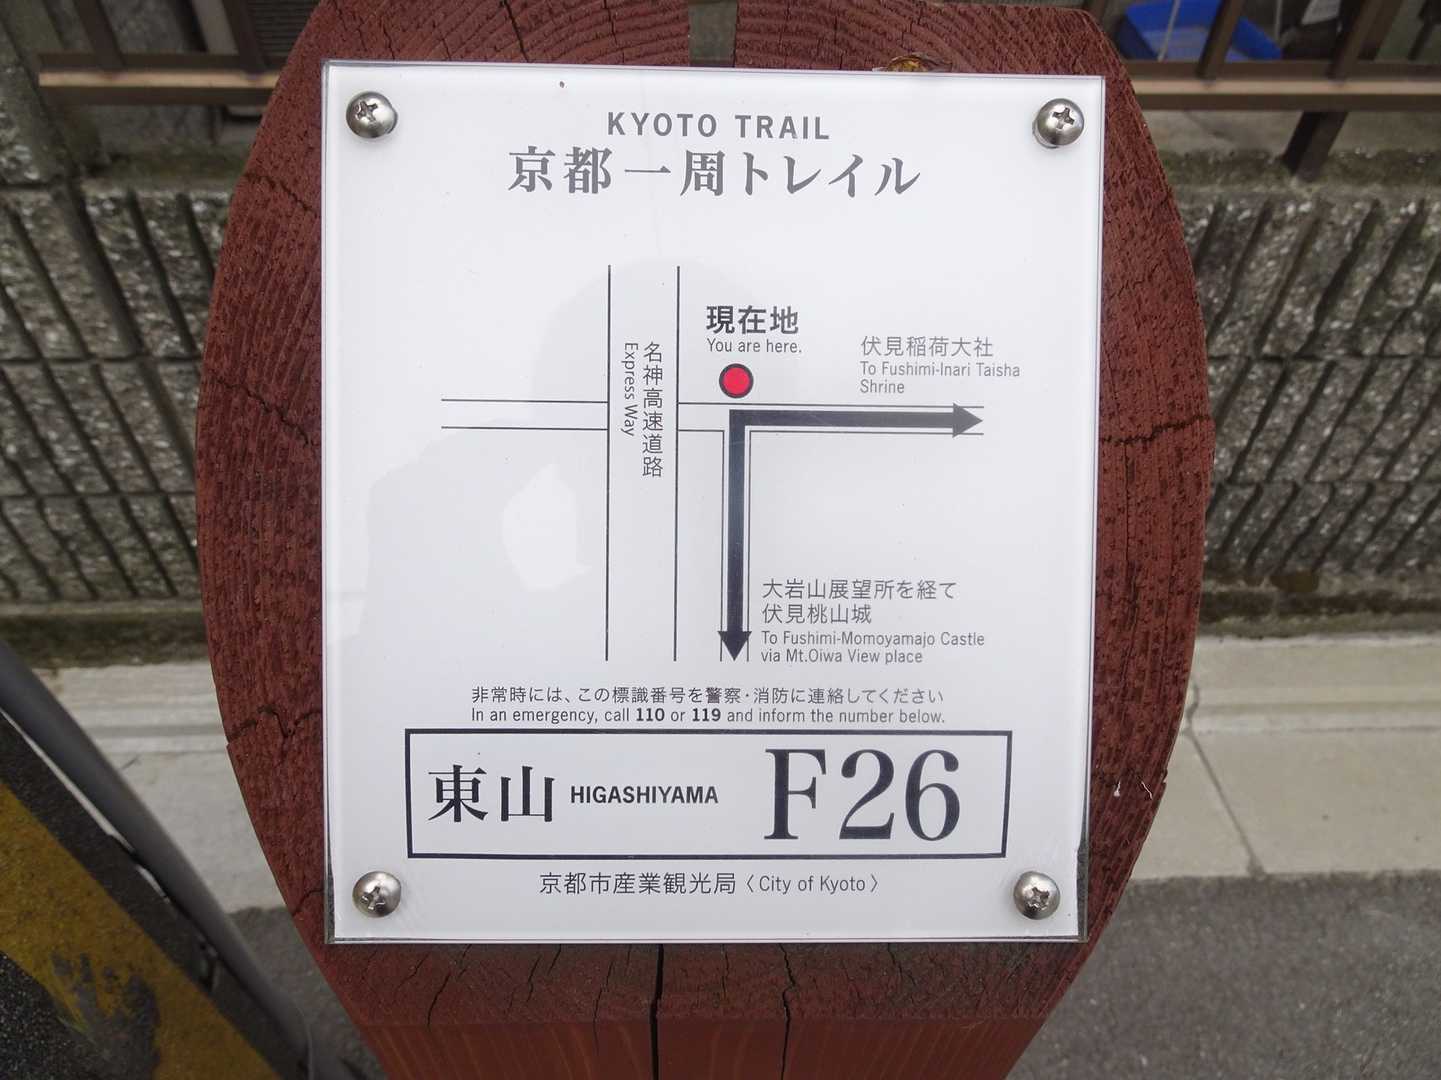 KYOTO TRAIL
京都一周トレイル
現在地
You are here.
伏見稲荷大社
To Fushimi-Inari Taisha
Shrine
名神高速道路
Express Way
大岩山展望所を経て
伏見桃山城
To Fushimi-Momoyamajo Castle
via Mt.Oiwa View place
非常時には、この標識番号を警察・消防に連絡してください
In an emergency, call 110 or 119 and inform the number below.
東山 HIGASHIYAMA F26
京都市産業観光局〈City of Kyoto〉